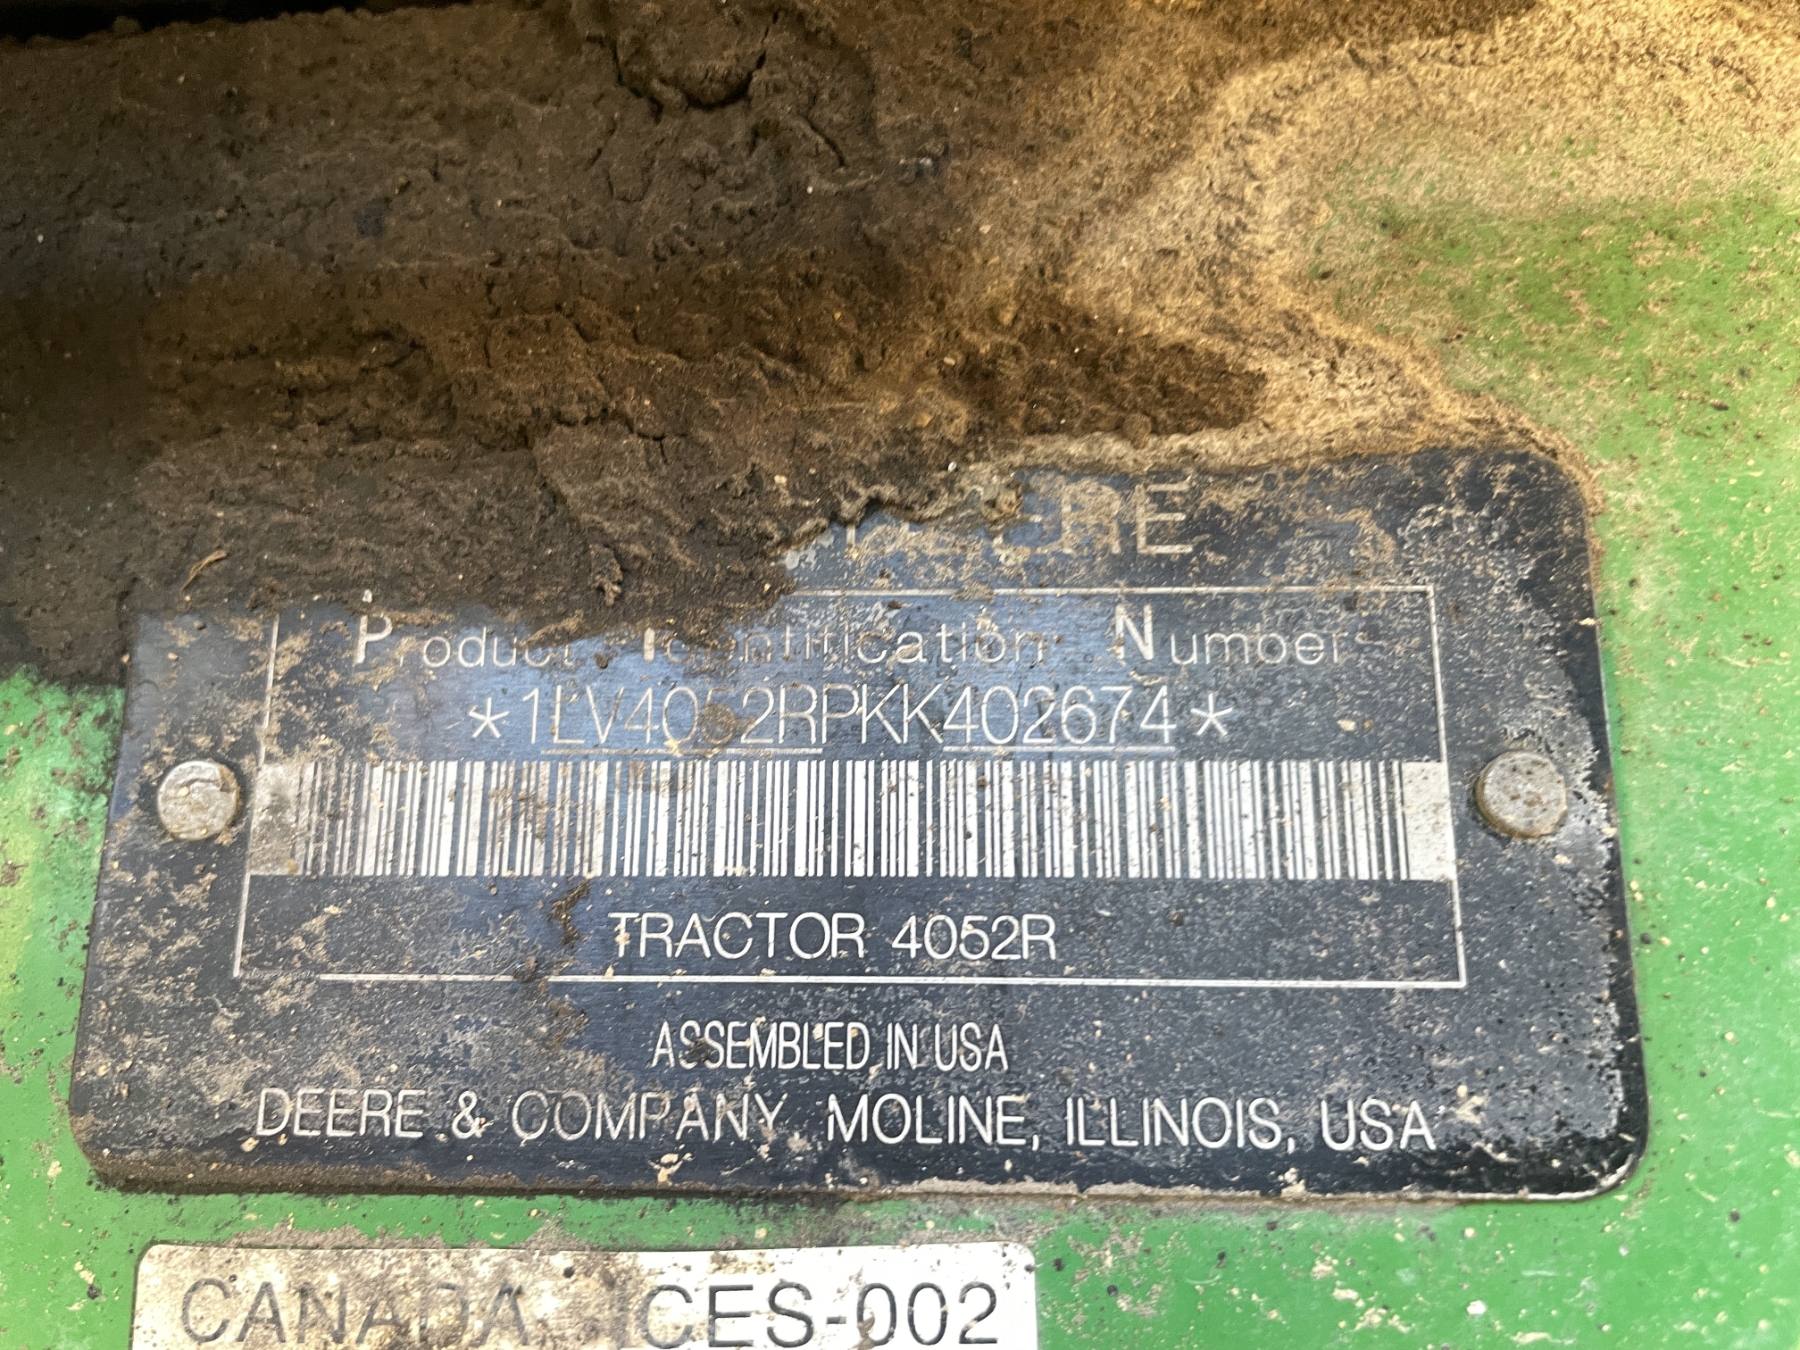 Product Identification Number
*1LV4052RPKK402674*
TRACTOR 4052R
ASSEMBLED IN USA
DEERE & COMPANY MOLINE, ILLINOIS, USA
CANADA CES-002